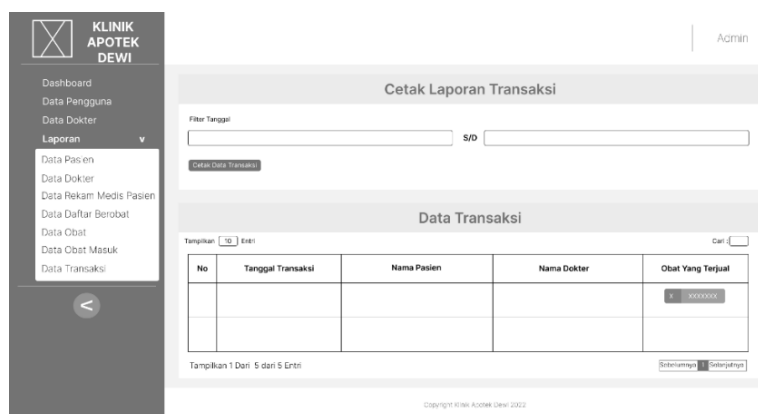 KLINIK
APOTEK
DEWI
Admin
Dashboard
Data Pengguna
Data Dokter
Laporan v
Data Pasien
Data Dokter
Data Rekam Medis Pasien
Data Daftar Berobat
Data Obat
Data Obat Masuk
Data Transaksi
<
Cetak Laporan Transaksi
Filter Tanggal
S/D
Cetak Data Transaksi
Data Transaksi
Tampilkan 10 Entri
Cari :
No Tanggal Transaksi Nama Pasien Nama Dokter Obat Yang Terjual
X XXXXXXX
Tampilkan 1 Dari 5 dari 5 Entri
Sebelumnya 1 Selanjutnya
Copyright Klinik Apotek Dewi 2022